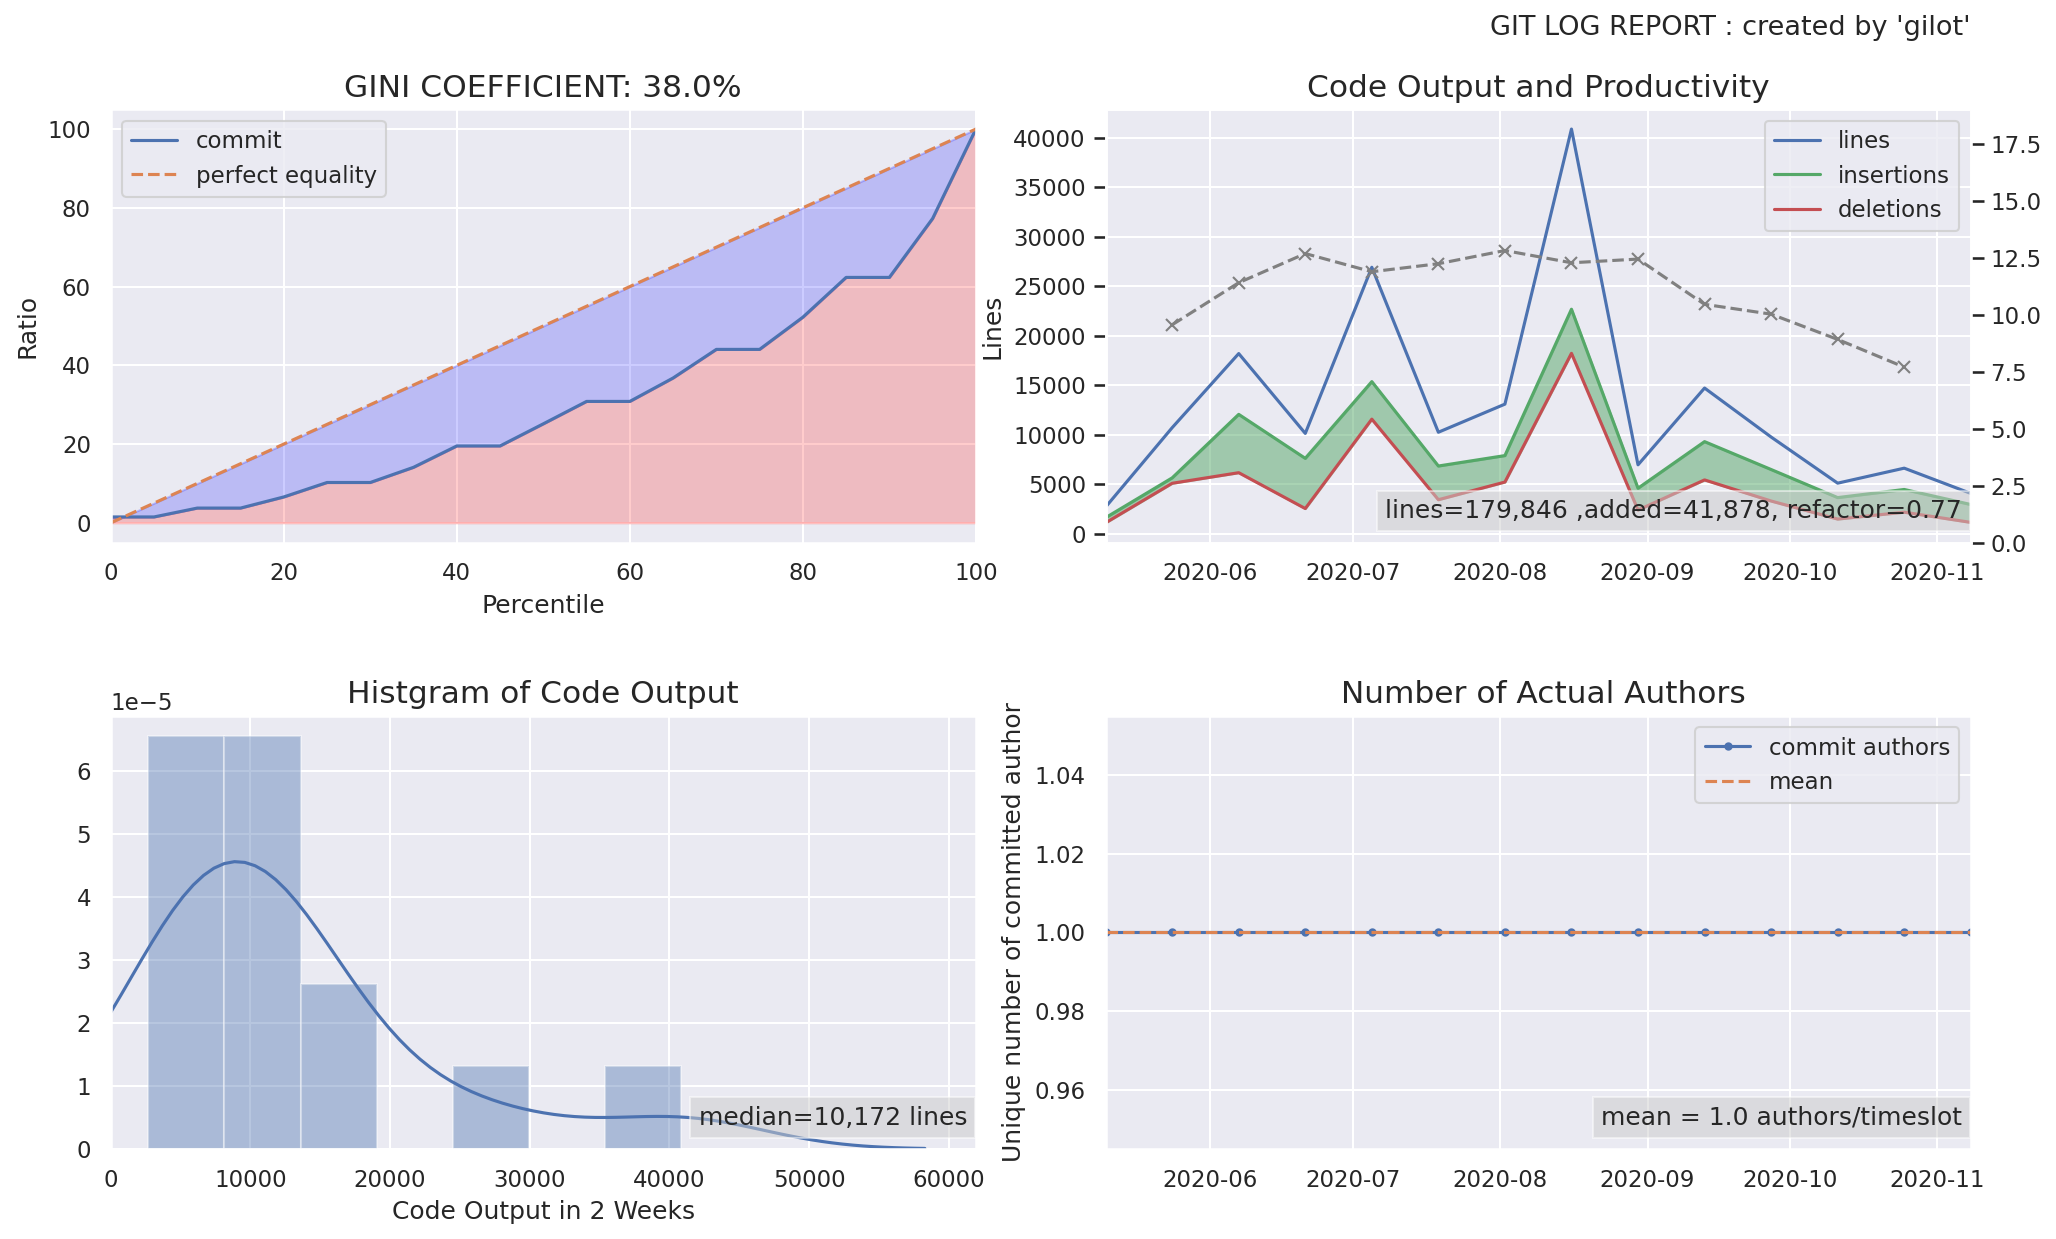 GIT LOG REPORT : created by 'gilot'
GINI COEFFICIENT: 38.0%
100
80
60
40
20
0
Ratio
commit
perfect equality
0 20 40 60 80 100
Percentile
Code Output and Productivity
40000
35000
30000
25000
20000
15000
10000
5000
0
Lines
lines
insertions
deletions
17.5
15.0
12.5
10.0
7.5
5.0
2.5
0.0
lines=179,846 ,added=41,878, refactor=0.77
2020-06 2020-07 2020-08 2020-09 2020-10 2020-11
Histgram of Code Output
1e−5
6
5
4
3
2
1
0
median=10,172 lines
0 10000 20000 30000 40000 50000 60000
Code Output in 2 Weeks
Number of Actual Authors
Unique number of committed author
1.04
1.02
1.00
0.98
0.96
commit authors
mean
mean = 1.0 authors/timeslot
2020-06 2020-07 2020-08 2020-09 2020-10 2020-11